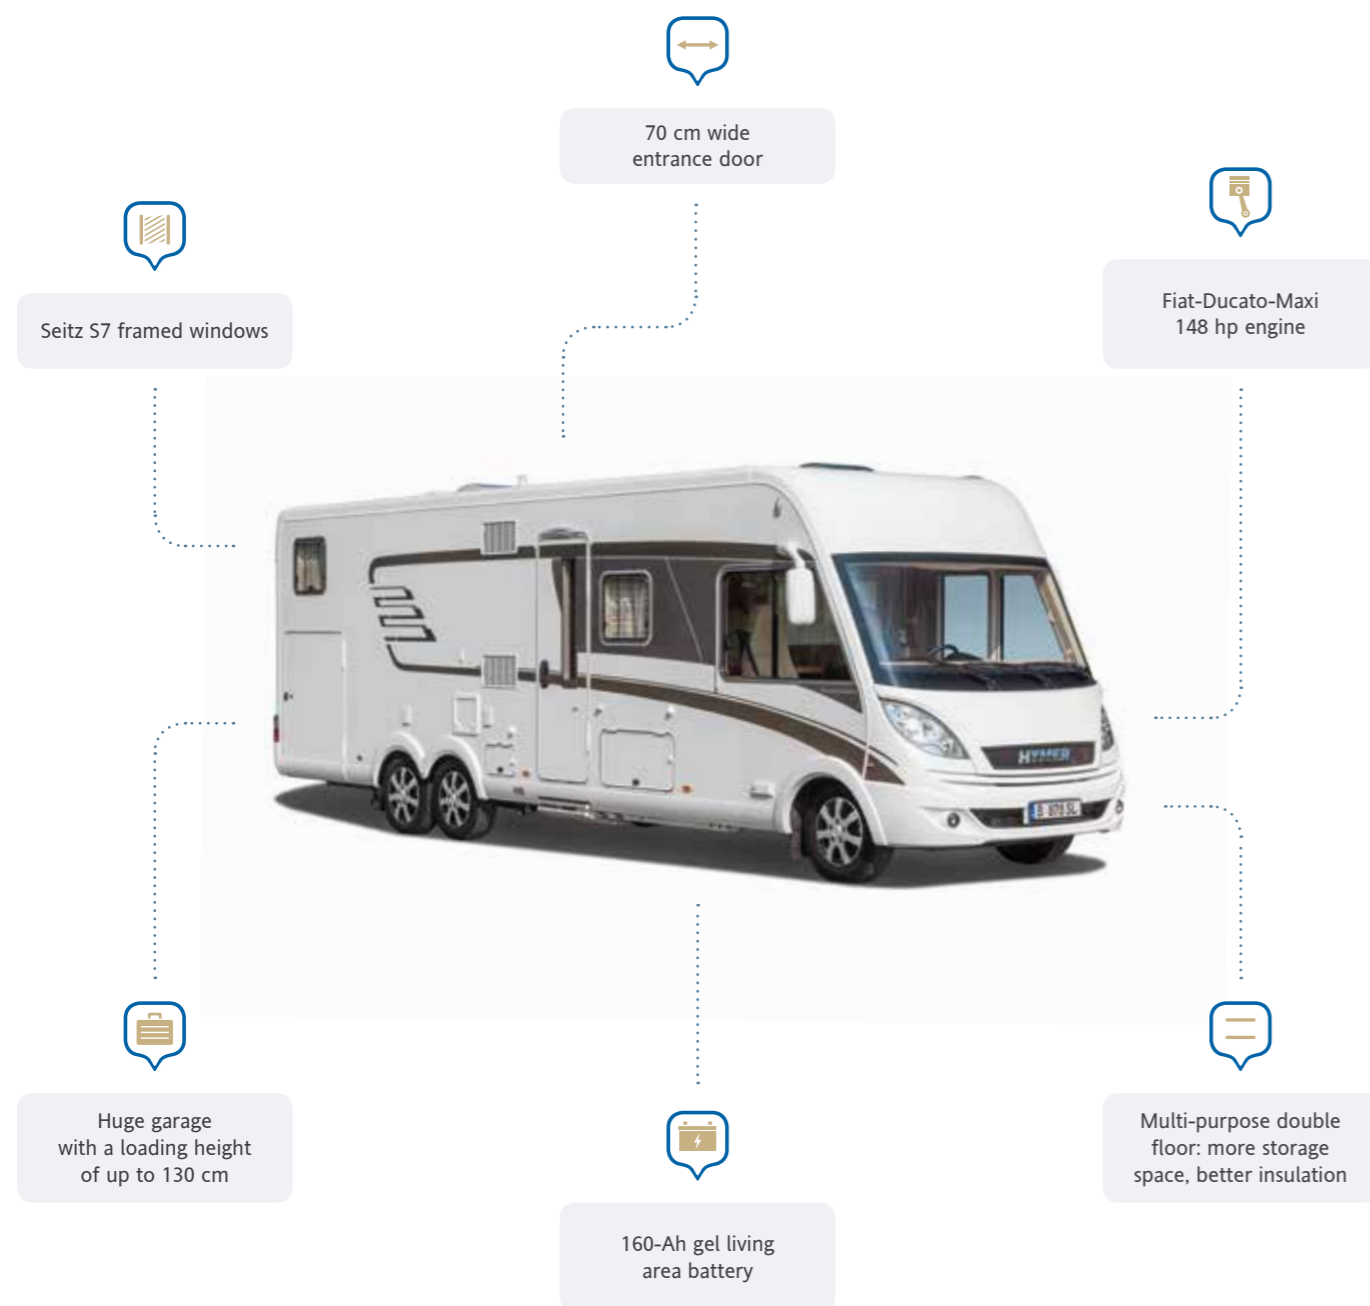 70 cm wide
entrance door
Seitz S7 framed windows
Fiat-Ducato-Maxi
148 hp engine
HYMER
Huge garage
with a loading height
of up to 130 cm
Multi-purpose double
floor: more storage
space, better insulation
160-Ah gel living
area battery